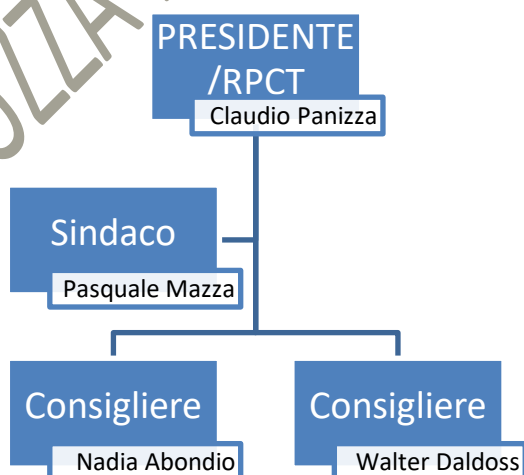 PRESIDENTE
/RPCT
Claudio Panizza
Sindaco
Pasquale Mazza
Consigliere
Nadia Abondio
Consigliere
Walter Daldoss